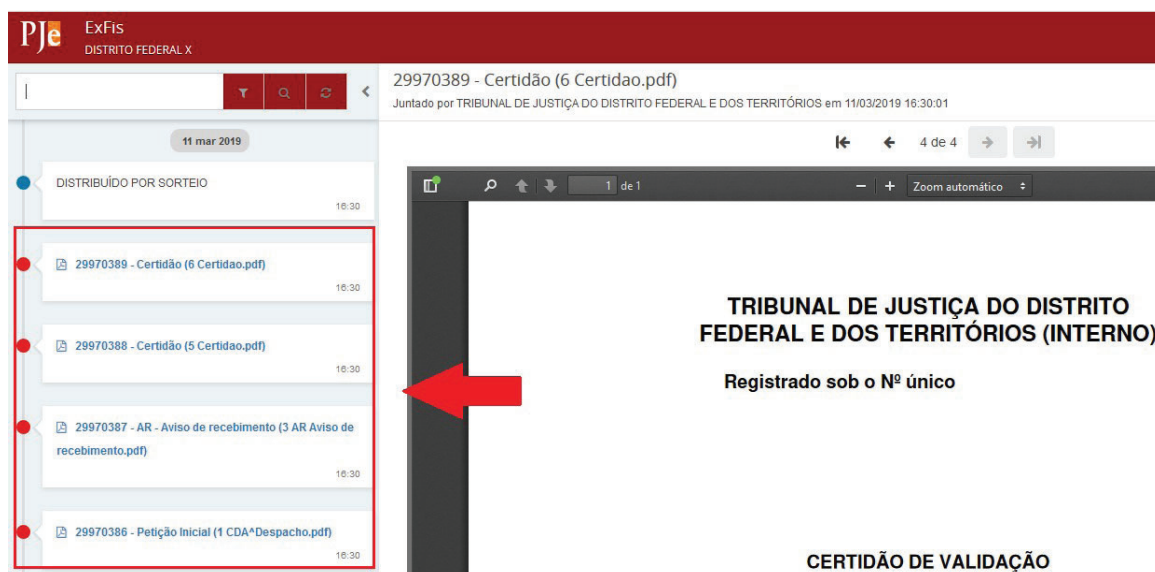 PJe
ExFis
DISTRITO FEDERAL X
11 mar 2019
DISTRIBUÍDO POR SORTEIO
16:30
29970389 - Certidão (6 Certidao.pdf)
16:30
29970388 - Certidão (5 Certidao.pdf)
16:30
29970387 - AR - Aviso de recebimento (3 AR Aviso de
recebimento.pdf)
16:30
29970386 - Petição Inicial (1 CDA^Despacho.pdf)
16:30
29970389 - Certidão (6 Certidao.pdf)
Juntado por TRIBUNAL DE JUSTIÇA DO DISTRITO FEDERAL E DOS TERRITÓRIOS em 11/03/2019 16:30:01
4 de 4
1 de 1
Zoom automático
TRIBUNAL DE JUSTIÇA DO DISTRITO
FEDERAL E DOS TERRITÓRIOS (INTERNO)
Registrado sob o Nº único
CERTIDÃO DE VALIDAÇÃO